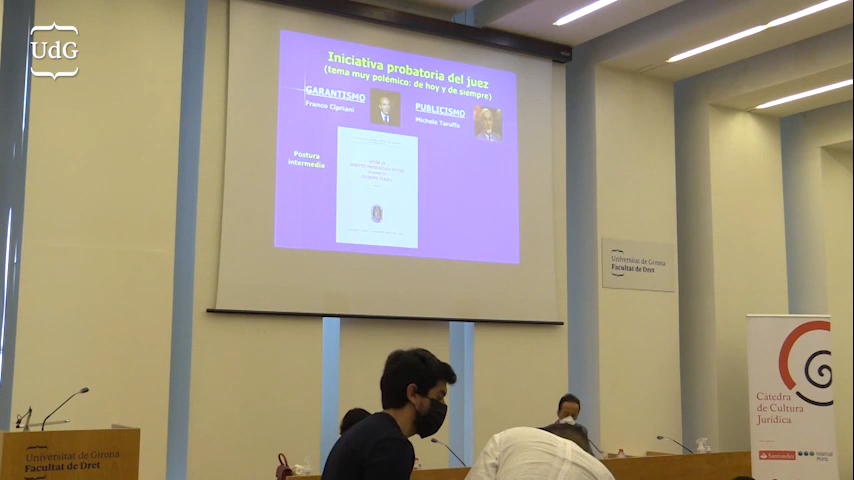 UdG
Iniciativa probatoria del juez
(tema muy polémico: de hoy y de siempre)
GARANTISMO
Franco Cipriani
PUBLICISMO
Michele Taruffo
Postura
intermedia
Universitat de Girona
Facultat de Dret
Càtedra
de Cultura
Jurídica
Santander
Universitat de Girona
Facultat de Dret